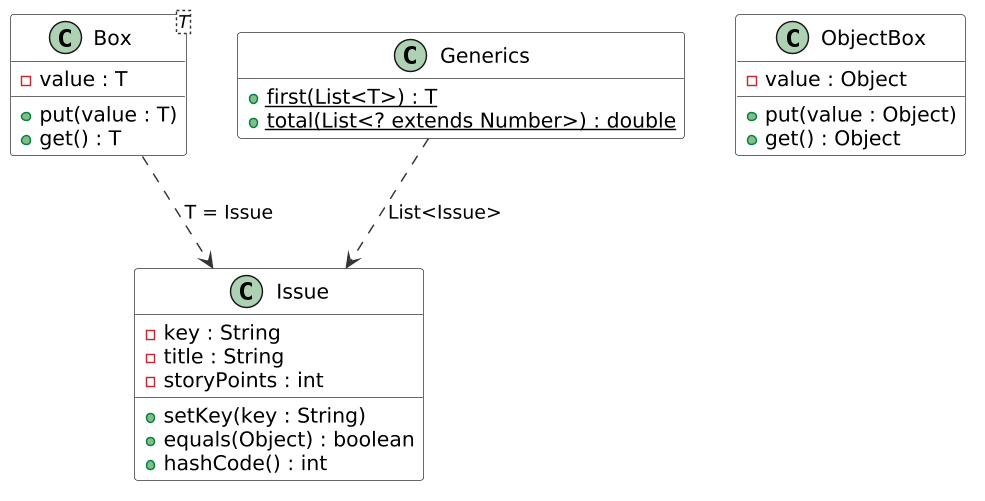 C Box
T
value : T
put(value : T)
get() : T
C Generics
first(List<T>) : T
total(List<? extends Number>) : double
C ObjectBox
value : Object
put(value : Object)
get() : Object
T = Issue
List<Issue>
C Issue
key : String
title : String
storyPoints : int
setKey(key : String)
equals(Object) : boolean
hashCode() : int